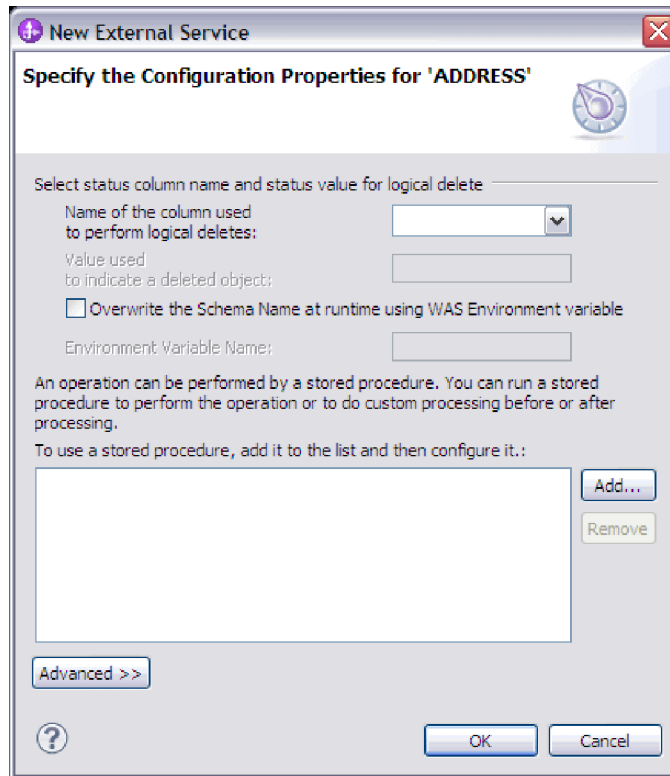 New External Service
Specify the Configuration Properties for 'ADDRESS'
Select status column name and status value for logical delete
Name of the column used
to perform logical deletes:
Value used
to indicate a deleted object:
Overwrite the Schema Name at runtime using WAS Environment variable
Environment Variable Name:
An operation can be performed by a stored procedure. You can run a stored
procedure to perform the operation or to do custom processing before or after
processing.
To use a stored procedure, add it to the list and then configure it.:
Add...
Remove
Advanced >>
?
OK
Cancel